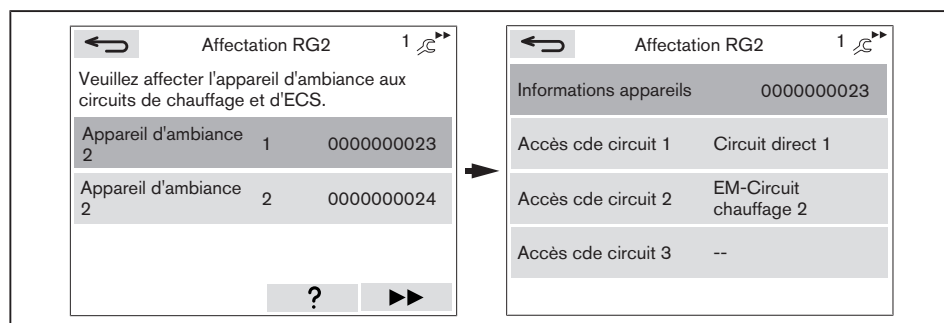 Affectation RG2 1
Veuillez affecter l'appareil d'ambiance aux
circuits de chauffage et d'ECS.
Appareil d'ambiance
2 1 0000000023
Appareil d'ambiance
2 2 0000000024
?
Affectation RG2 1
Informations appareils 0000000023
Accès cde circuit 1 Circuit direct 1
Accès cde circuit 2 EM-Circuit
chauffage 2
Accès cde circuit 3 --